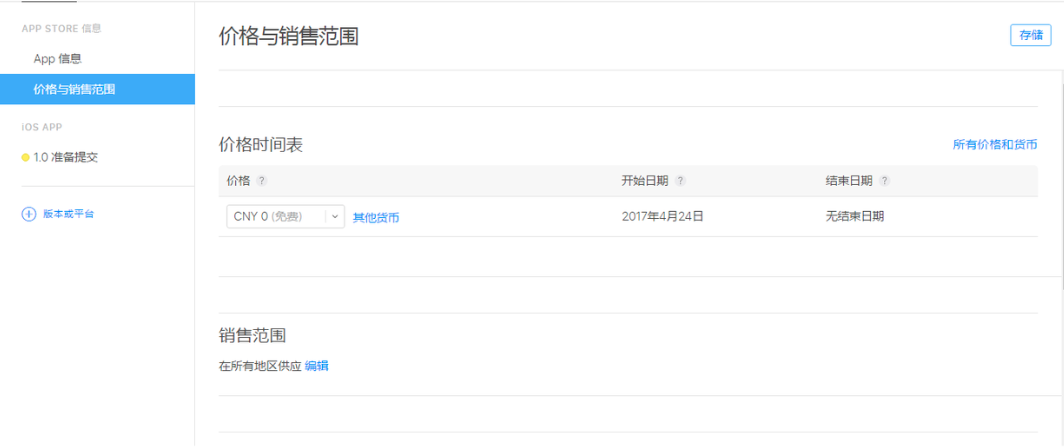 APP STORE 信息
App 信息
价格与销售范围
iOS APP
1.0 准备提交
版本或平台
价格与销售范围
存储
价格时间表
所有价格和货币
价格 ?
开始日期 ?
结束日期 ?
CNY 0 (免费)
其他货币
2017年4月24日
无结束日期
销售范围
在所有地区供应 编辑